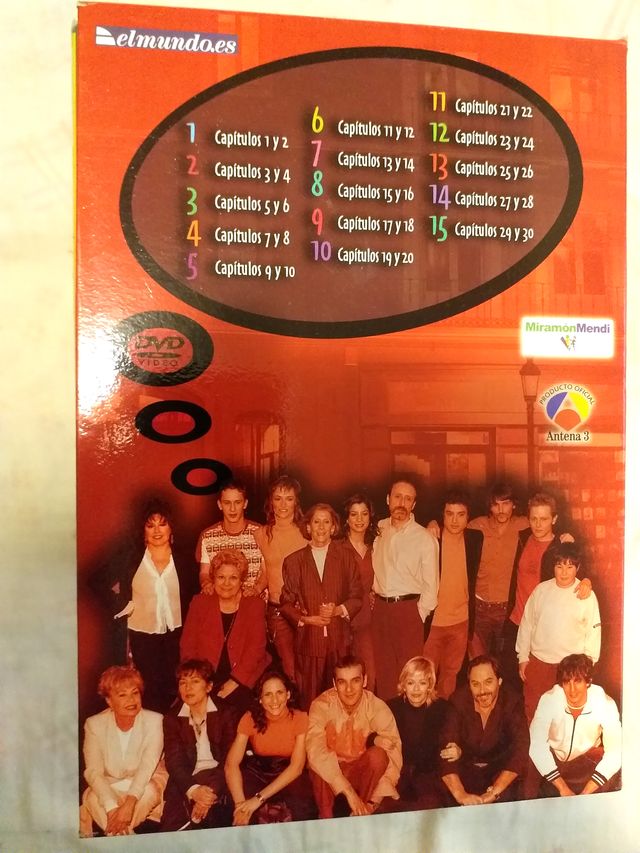 elmundo.es
1 Capítulos 1 y 2
2 Capítulos 3 y 4
3 Capítulos 5 y 6
4 Capítulos 7 y 8
5 Capítulos 9 y 10
6 Capítulos 11 y 12
7 Capítulos 13 y 14
8 Capítulos 15 y 16
9 Capítulos 17 y 18
10 Capítulos 19 y 20
11 Capítulos 21 y 22
12 Capítulos 23 y 24
13 Capítulos 25 y 26
14 Capítulos 27 y 28
15 Capítulos 29 y 30
DVD
VIDEO
MiramónMendi
PRODUCTO OFICIAL
Antena 3